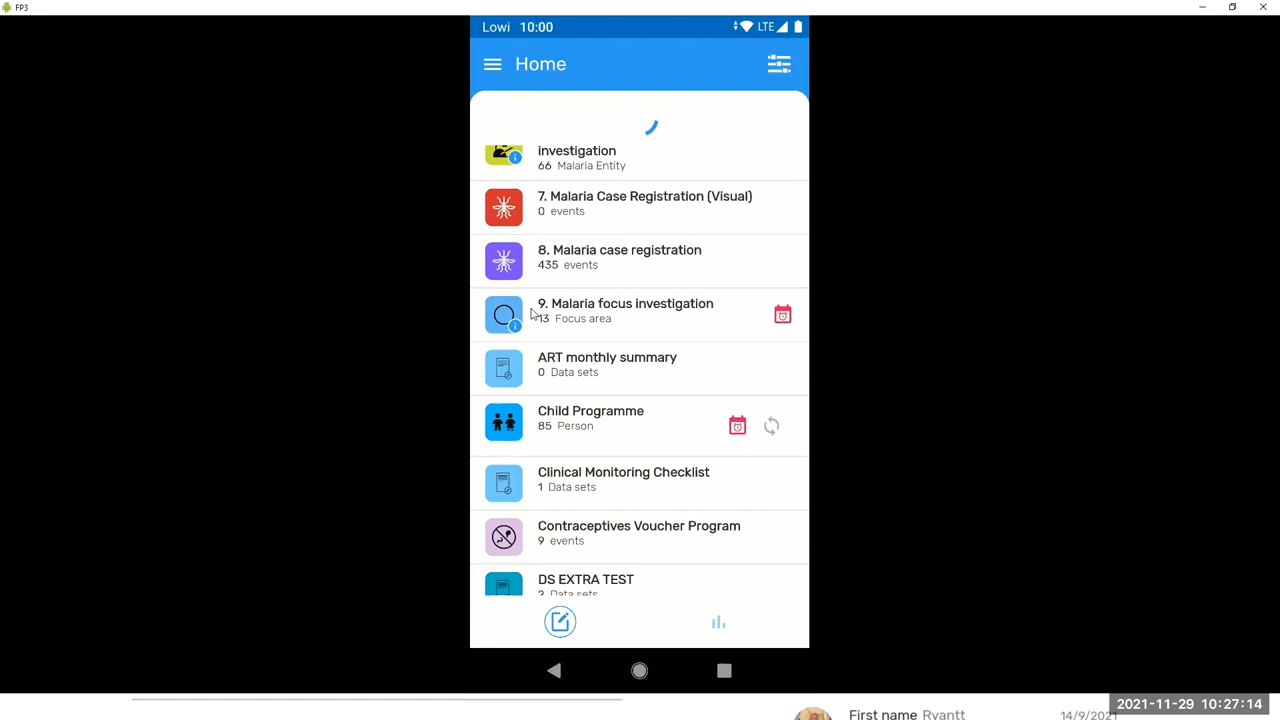 FP3
Lowi 10:00
LTE
Home
investigation
66 Malaria Entity
7. Malaria Case Registration (Visual)
0 events
8. Malaria case registration
435 events
9. Malaria focus investigation
13 Focus area
ART monthly summary
0 Data sets
Child Programme
85 Person
Clinical Monitoring Checklist
1 Data sets
Contraceptives Voucher Program
9 events
DS EXTRA TEST
2 Data sets
2021-11-29 10:27:14
First name Ryantt
14/9/2021